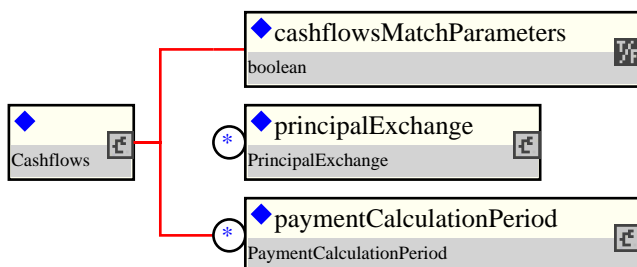 cashflowsMatchParameters
boolean
T/F
Cashflows
*
principalExchange
PrincipalExchange
*
paymentCalculationPeriod
PaymentCalculationPeriod